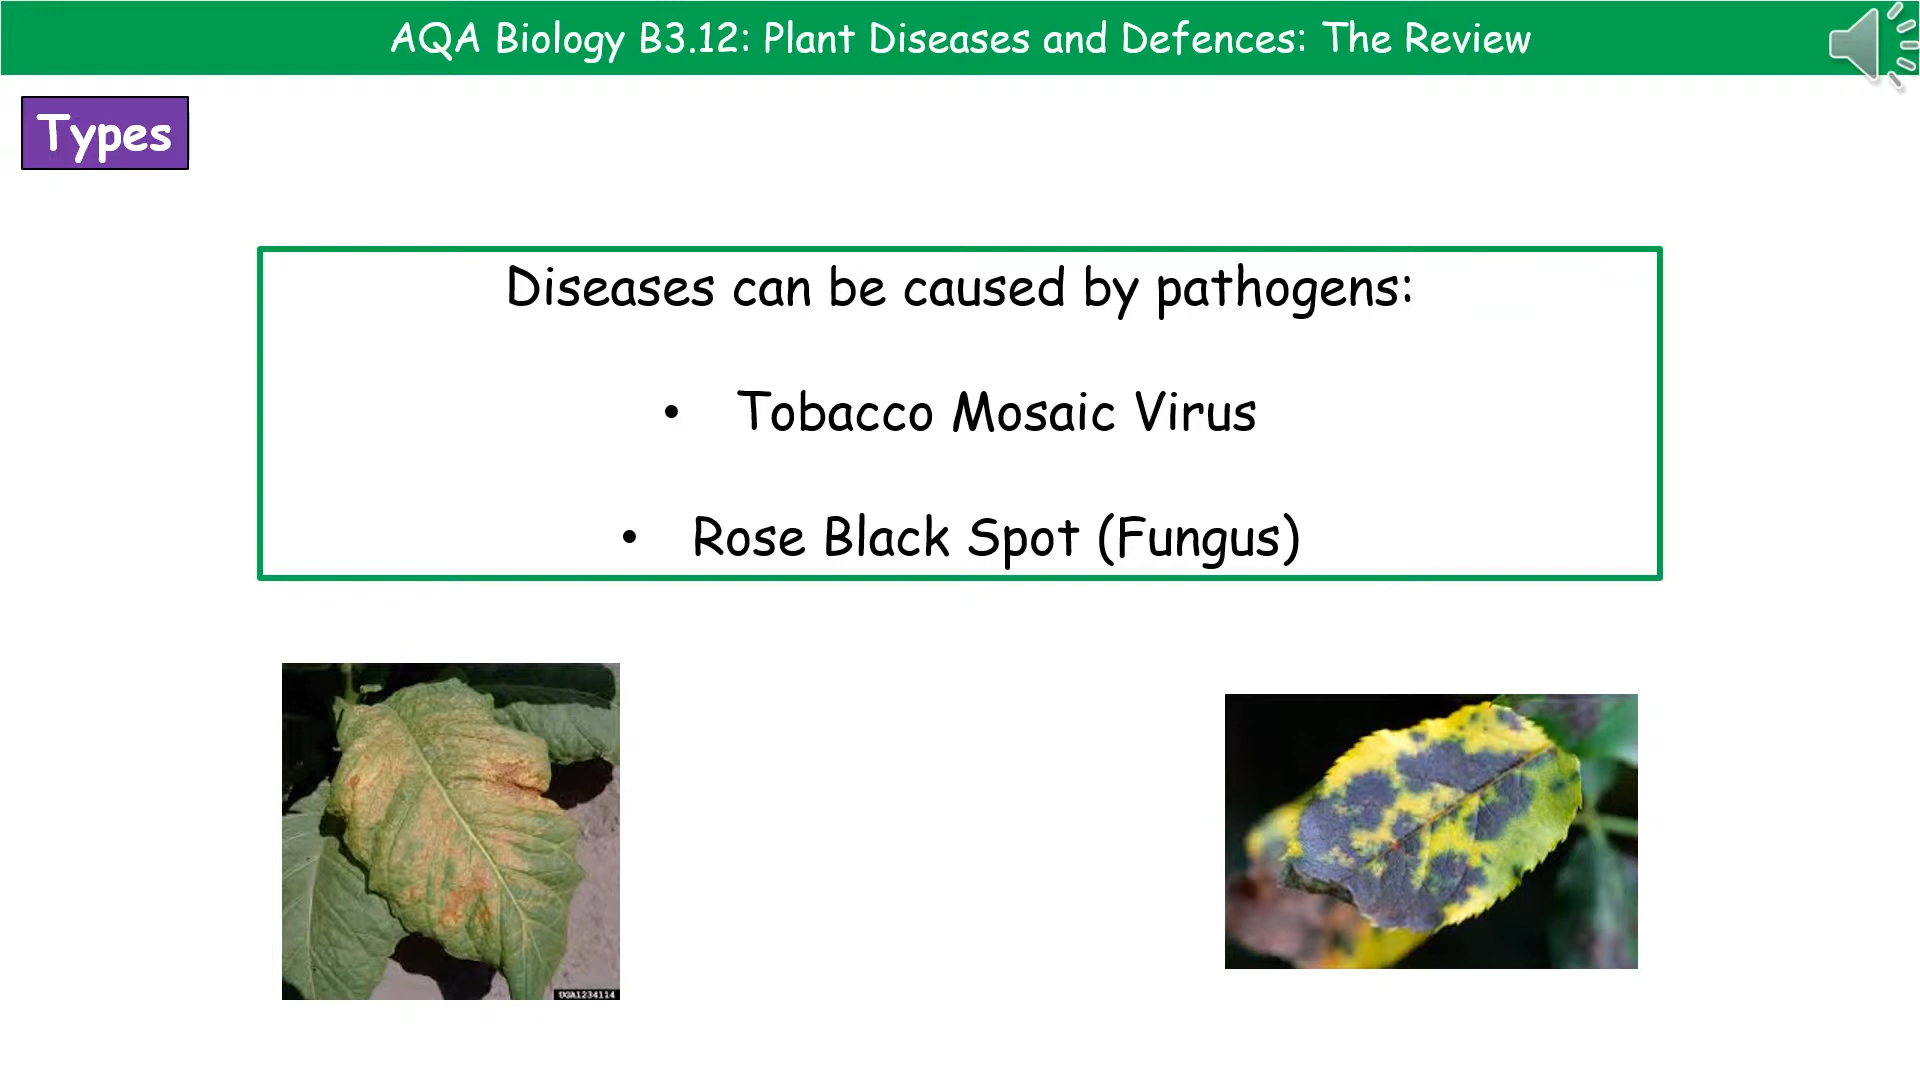 AQA Biology B3.12: Plant Diseases and Defences: The Review
Types
Diseases can be caused by pathogens:
• Tobacco Mosaic Virus
• Rose Black Spot (Fungus)
UGA1234114